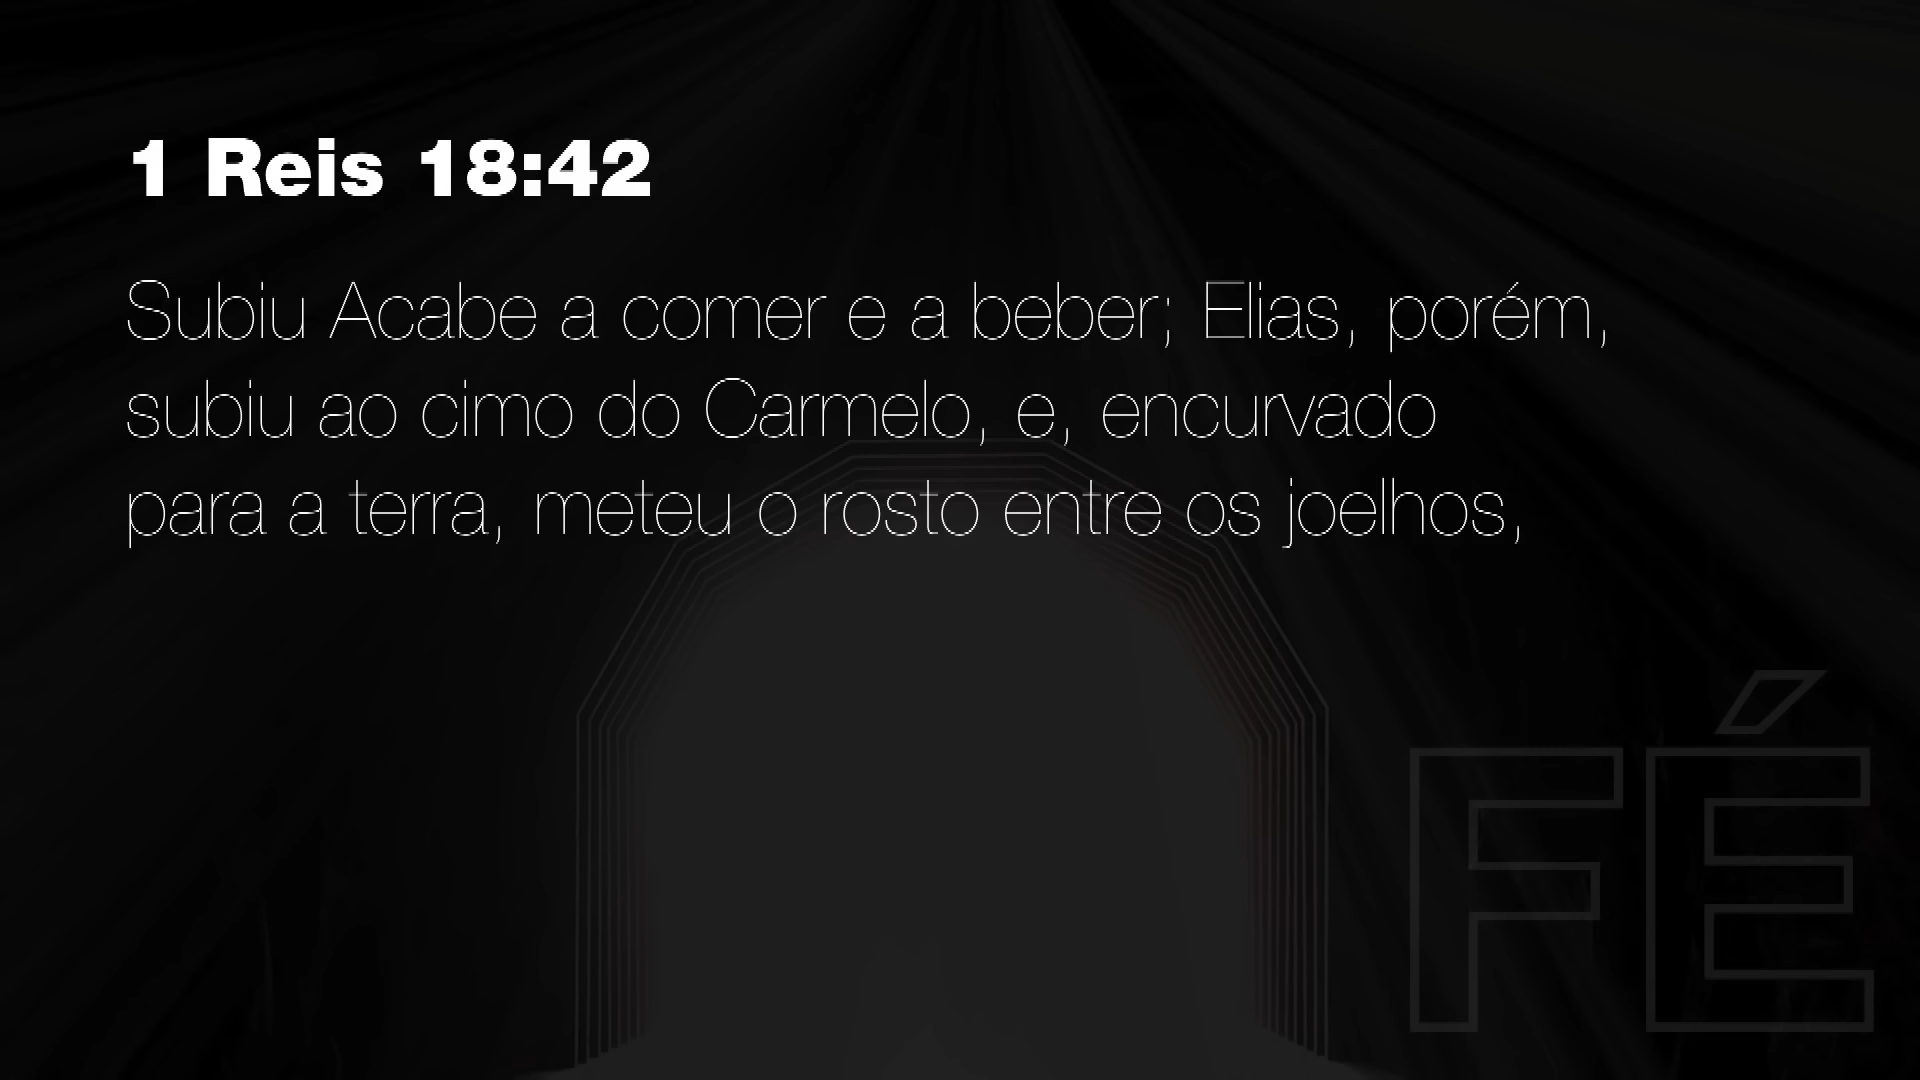 1 Reis 18:42
Subiu Acabe a comer e a beber; Elias, porém,
subiu ao cimo do Carmelo, e, encurvado
para a terra, meteu o rosto entre os joelhos,
FÉ